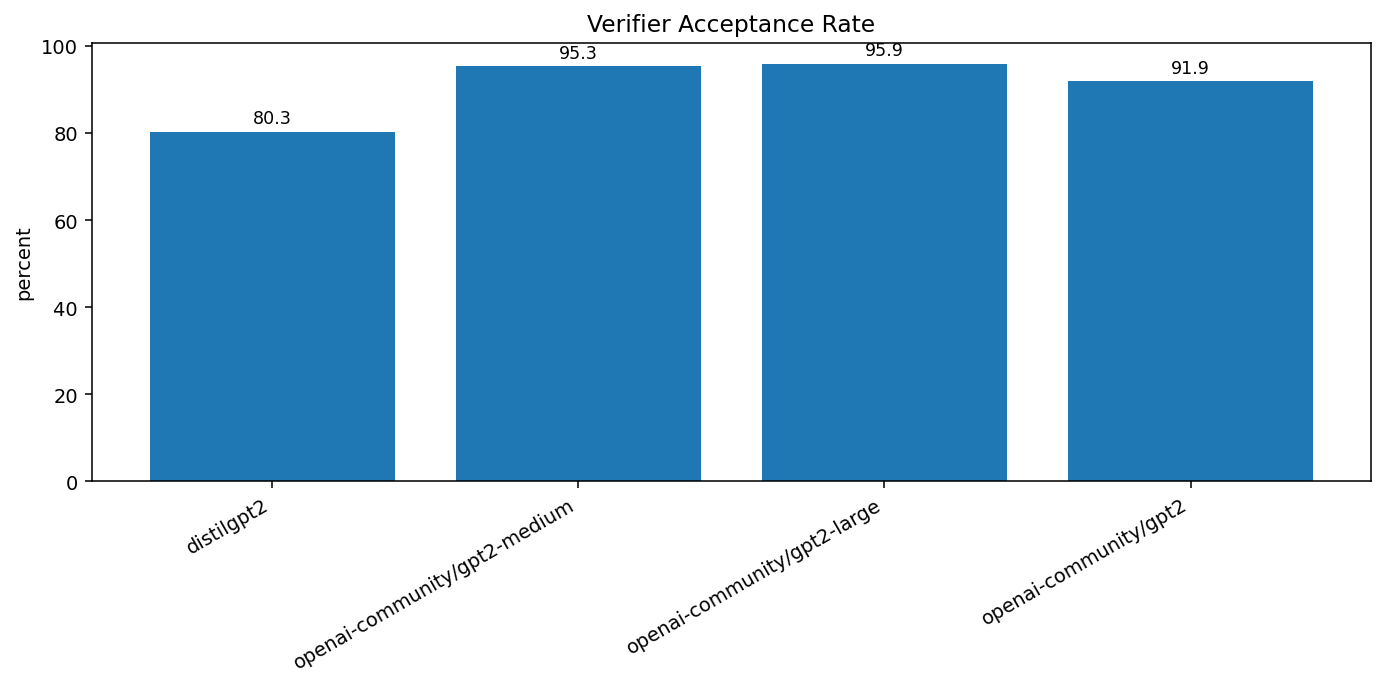 Verifier Acceptance Rate
percent
100
80
60
40
20
0
80.3
95.3
95.9
91.9
distilgpt2
openai-community/gpt2-medium
openai-community/gpt2-large
openai-community/gpt2